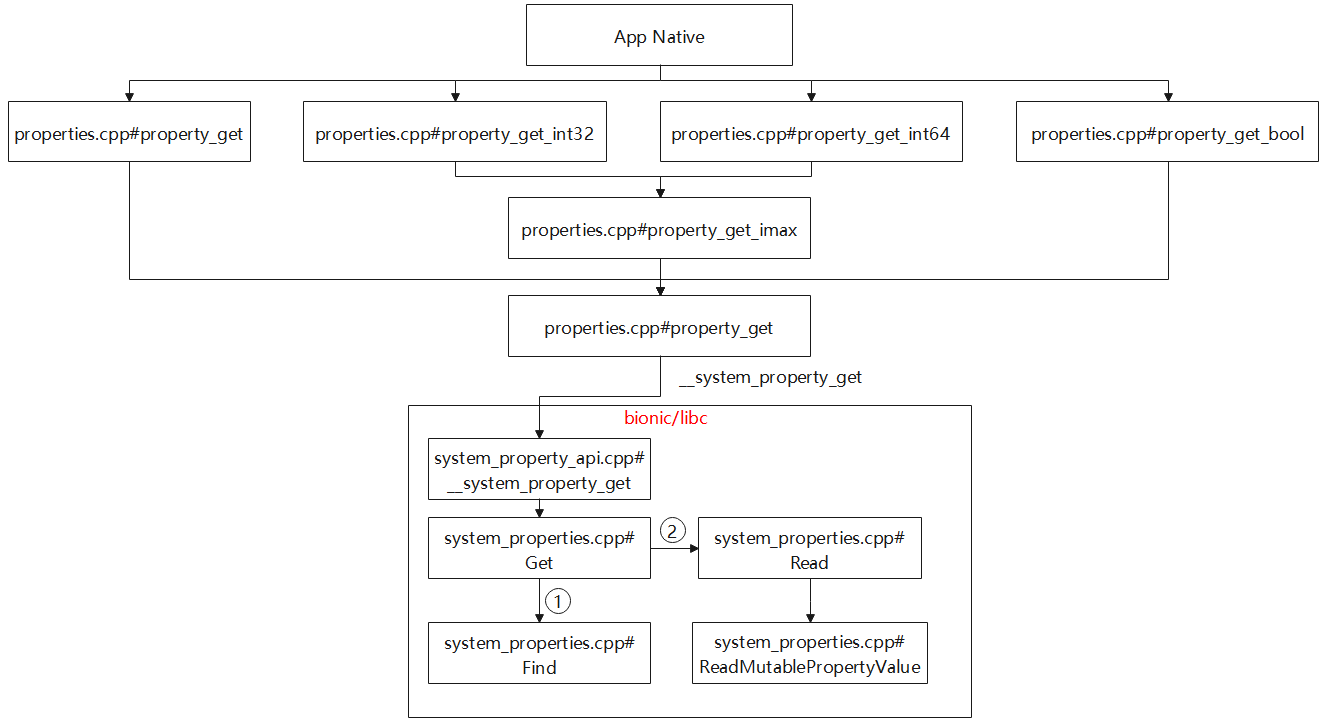 App Native
properties.cpp#property_get
properties.cpp#property_get_int32
properties.cpp#property_get_int64
properties.cpp#property_get_bool
properties.cpp#property_get_imax
properties.cpp#property_get
__system_property_get
bionic/libc
system_property_api.cpp#
__system_property_get
system_properties.cpp#
Get
②
system_properties.cpp#
Read
①
system_properties.cpp#
Find
system_properties.cpp#
ReadMutablePropertyValue